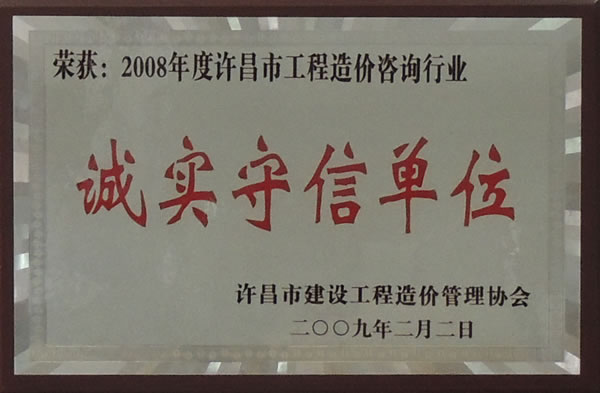 荣获：2008年度许昌市工程造价咨询行业
诚实守信单位
许昌市建设工程造价管理协会
二〇〇九年二月二日